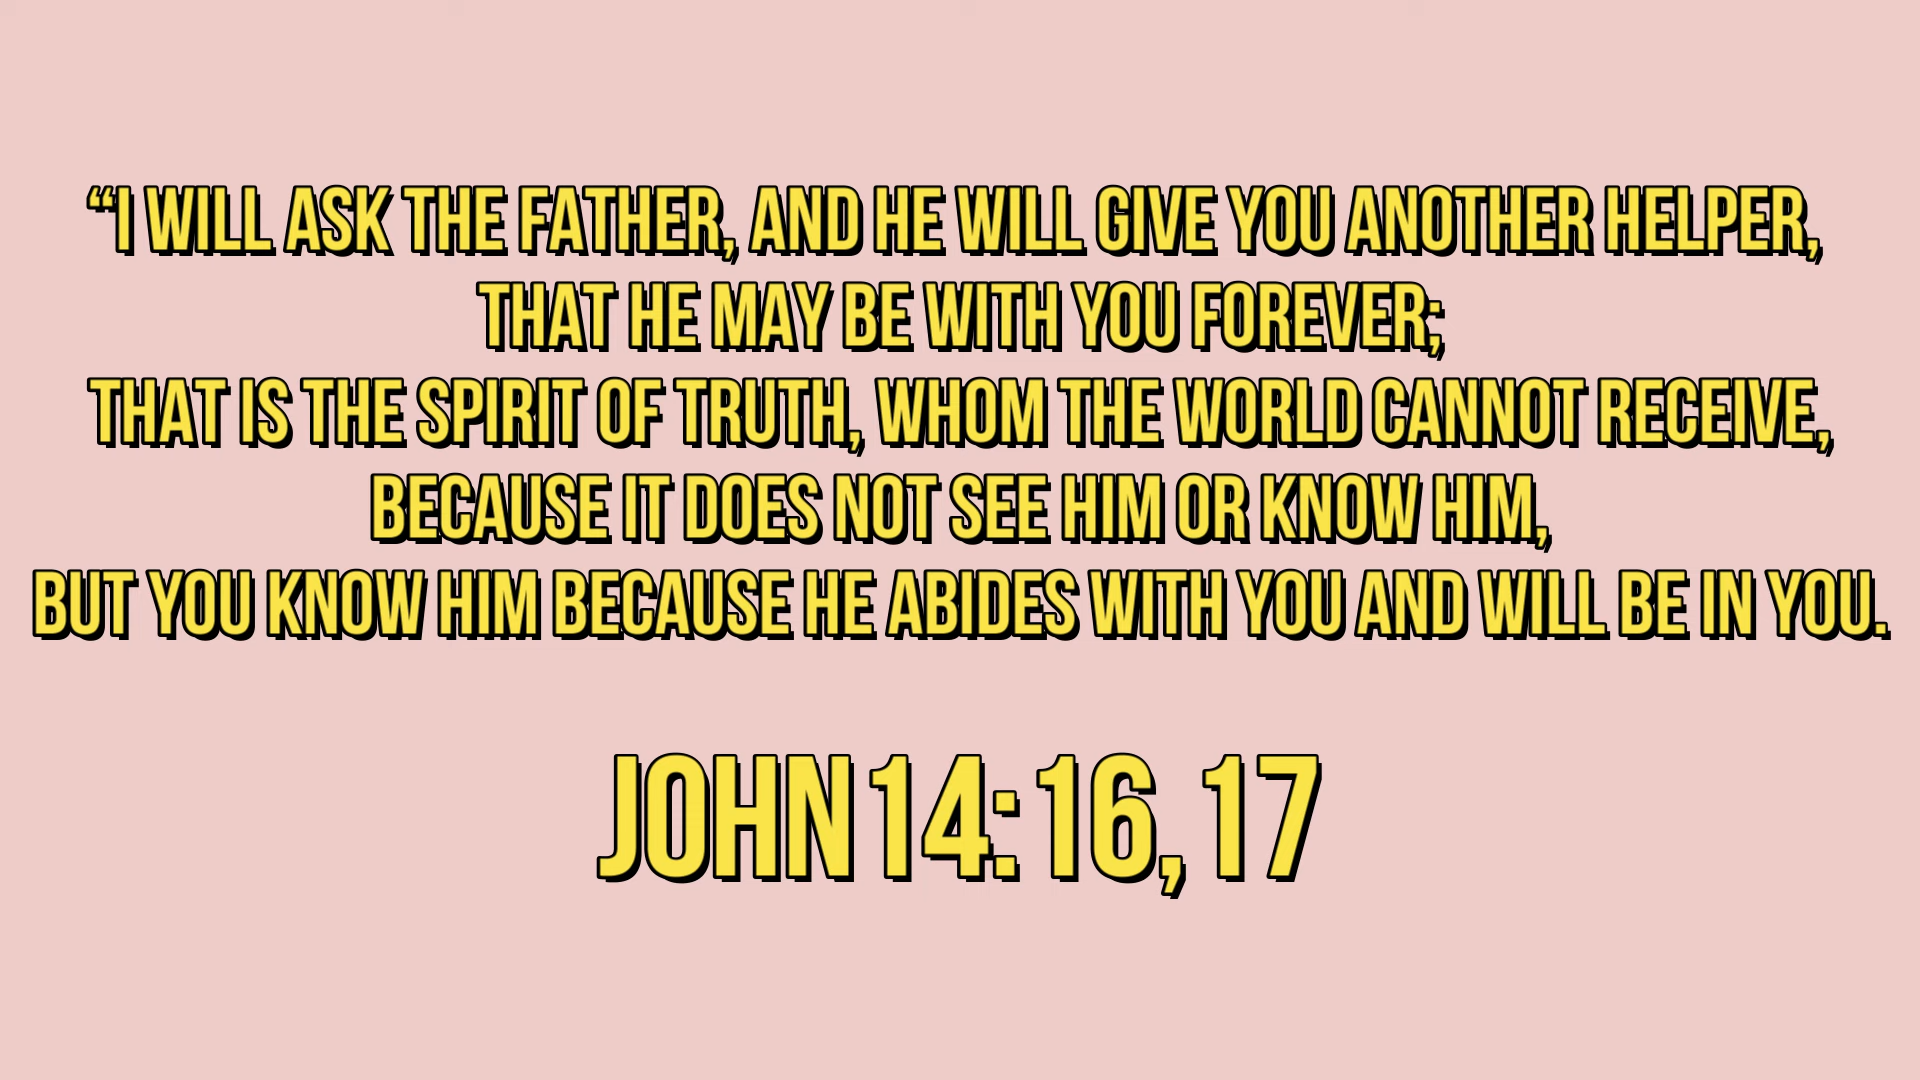 “I WILL ASK THE FATHER, AND HE WILL GIVE YOU ANOTHER HELPER,
THAT HE MAY BE WITH YOU FOREVER;
THAT IS THE SPIRIT OF TRUTH, WHOM THE WORLD CANNOT RECEIVE,
BECAUSE IT DOES NOT SEE HIM OR KNOW HIM,
BUT YOU KNOW HIM BECAUSE HE ABIDES WITH YOU AND WILL BE IN YOU.
JOHN 14:16, 17